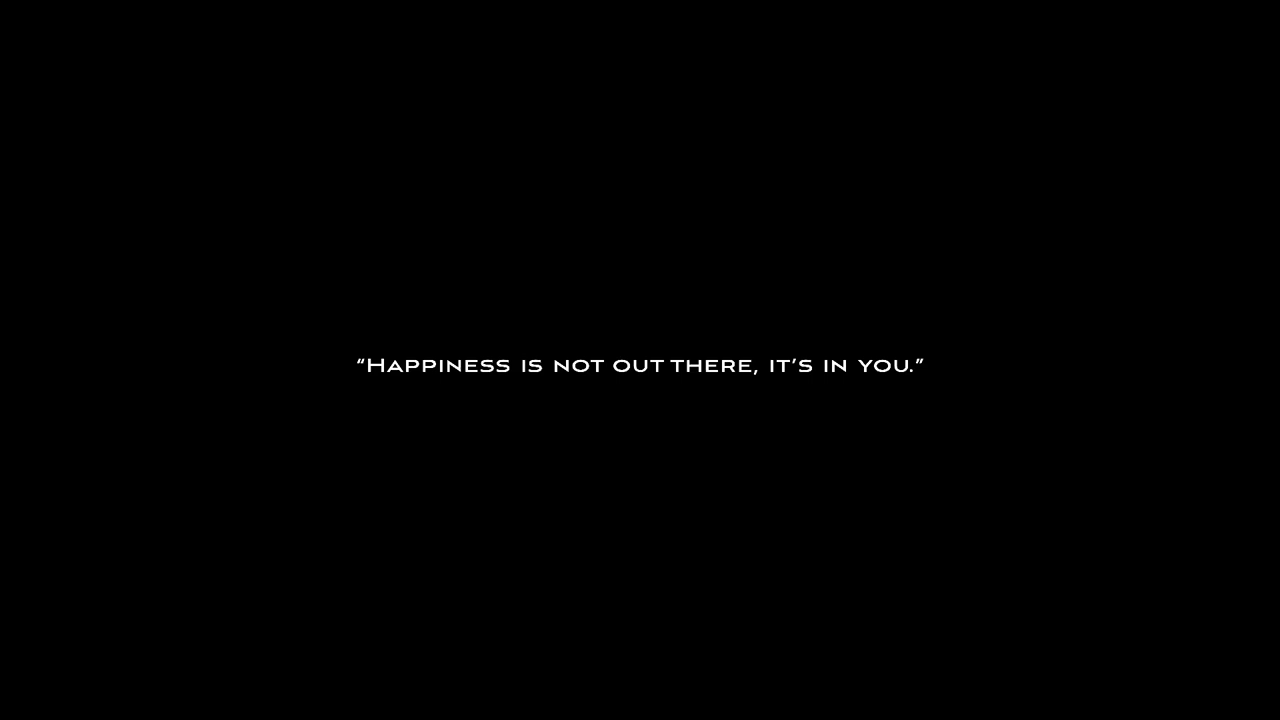 “Happiness is not out there, it’s in you.”